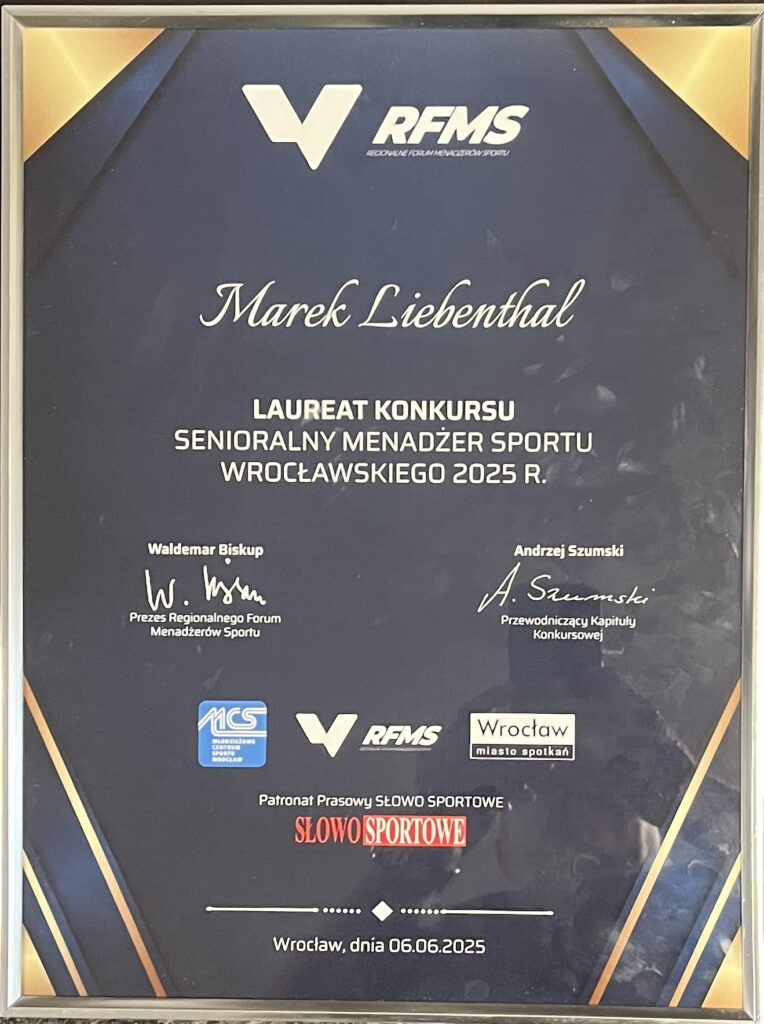 RFMS
REGIONALNE FORUM MENADŻERÓW SPORTU
Marek Liebenthal
LAUREAT KONKURSU
SENIORALNY MENADŻER SPORTU
WROCŁAWSKIEGO 2025 R.
Waldemar Biskup
Prezes Regionalnego Forum
Menadżerów Sportu
Andrzej Szumski
A. Szumski
Przewodniczący Kapituły
Konkursowej
MCS
MŁODZIEŻOWE
CENTRUM
SPORTU
WROCŁAW
RFMS
Wrocław
miasto spotkań
Patronat Prasowy SŁOWO SPORTOWE
SŁOWO SPORTOWE
Wrocław, dnia 06.06.2025